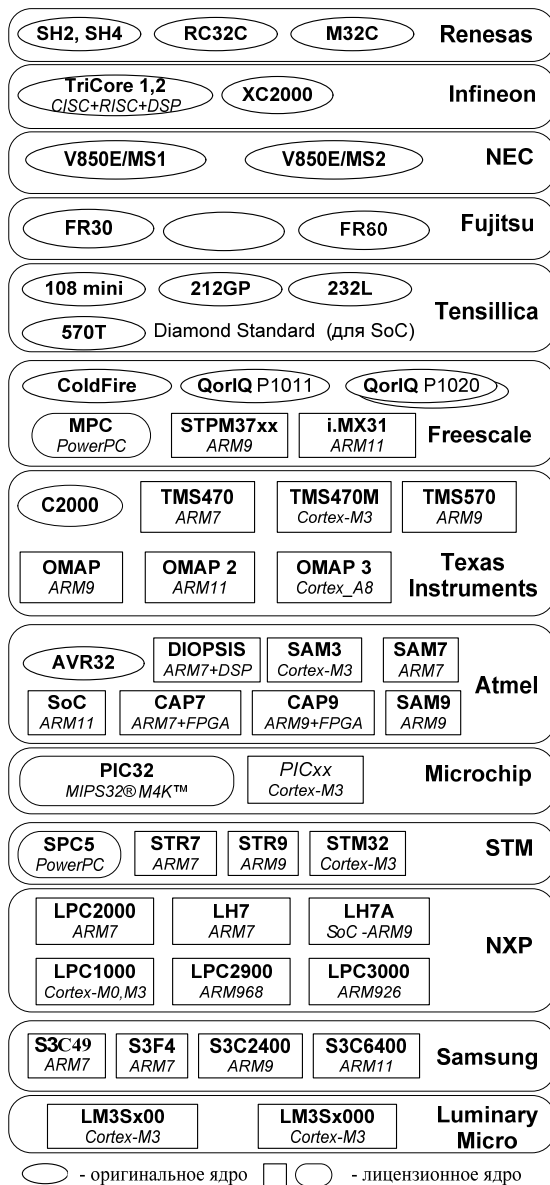 SH2, SH4 RC32C M32C Renesas
TriCore 1,2 XC2000 Infineon
CISC+RISC+DSP
V850E/MS1 V850E/MS2 NEC
FR30 FR80 Fujitsu
108 mini 212GP 232L
Tensillica
570T Diamond Standard (для SoC)
ColdFire QorIQ P1011 QorIQ P1020
MPC STPM37xx i.MX31 Freescale
PowerPC ARM9 ARM11
C2000 TMS470 TMS470M TMS570
ARM7 Cortex-M3 ARM9
OMAP OMAP 2 OMAP 3 Texas
ARM9 ARM11 Cortex_A8 Instruments
AVR32 DIOPSIS SAM3 SAM7
ARM7+DSP Cortex-M3 ARM7
Atmel
SoC CAP7 CAP9 SAM9
ARM11 ARM7+FPGA ARM9+FPGA ARM9
PIC32 PICxx Microchip
MIPS32® M4K™ Cortex-M3
SPC5 STR7 STR9 STM32 STM
PowerPC ARM7 ARM9 Cortex-M3
LPC2000 LH7 LH7A
ARM7 ARM7 SoC -ARM9
NXP
LPC1000 LPC2900 LPC3000
Cortex-M0,M3 ARM968 ARM926
S3C49 S3F4 S3C2400 S3C6400 Samsung
ARM7 ARM7 ARM9 ARM11
LM3Sx00 LM3Sx000 Luminary
Cortex-M3 Cortex-M3 Micro
- оригинальное ядро - лицензионное ядро